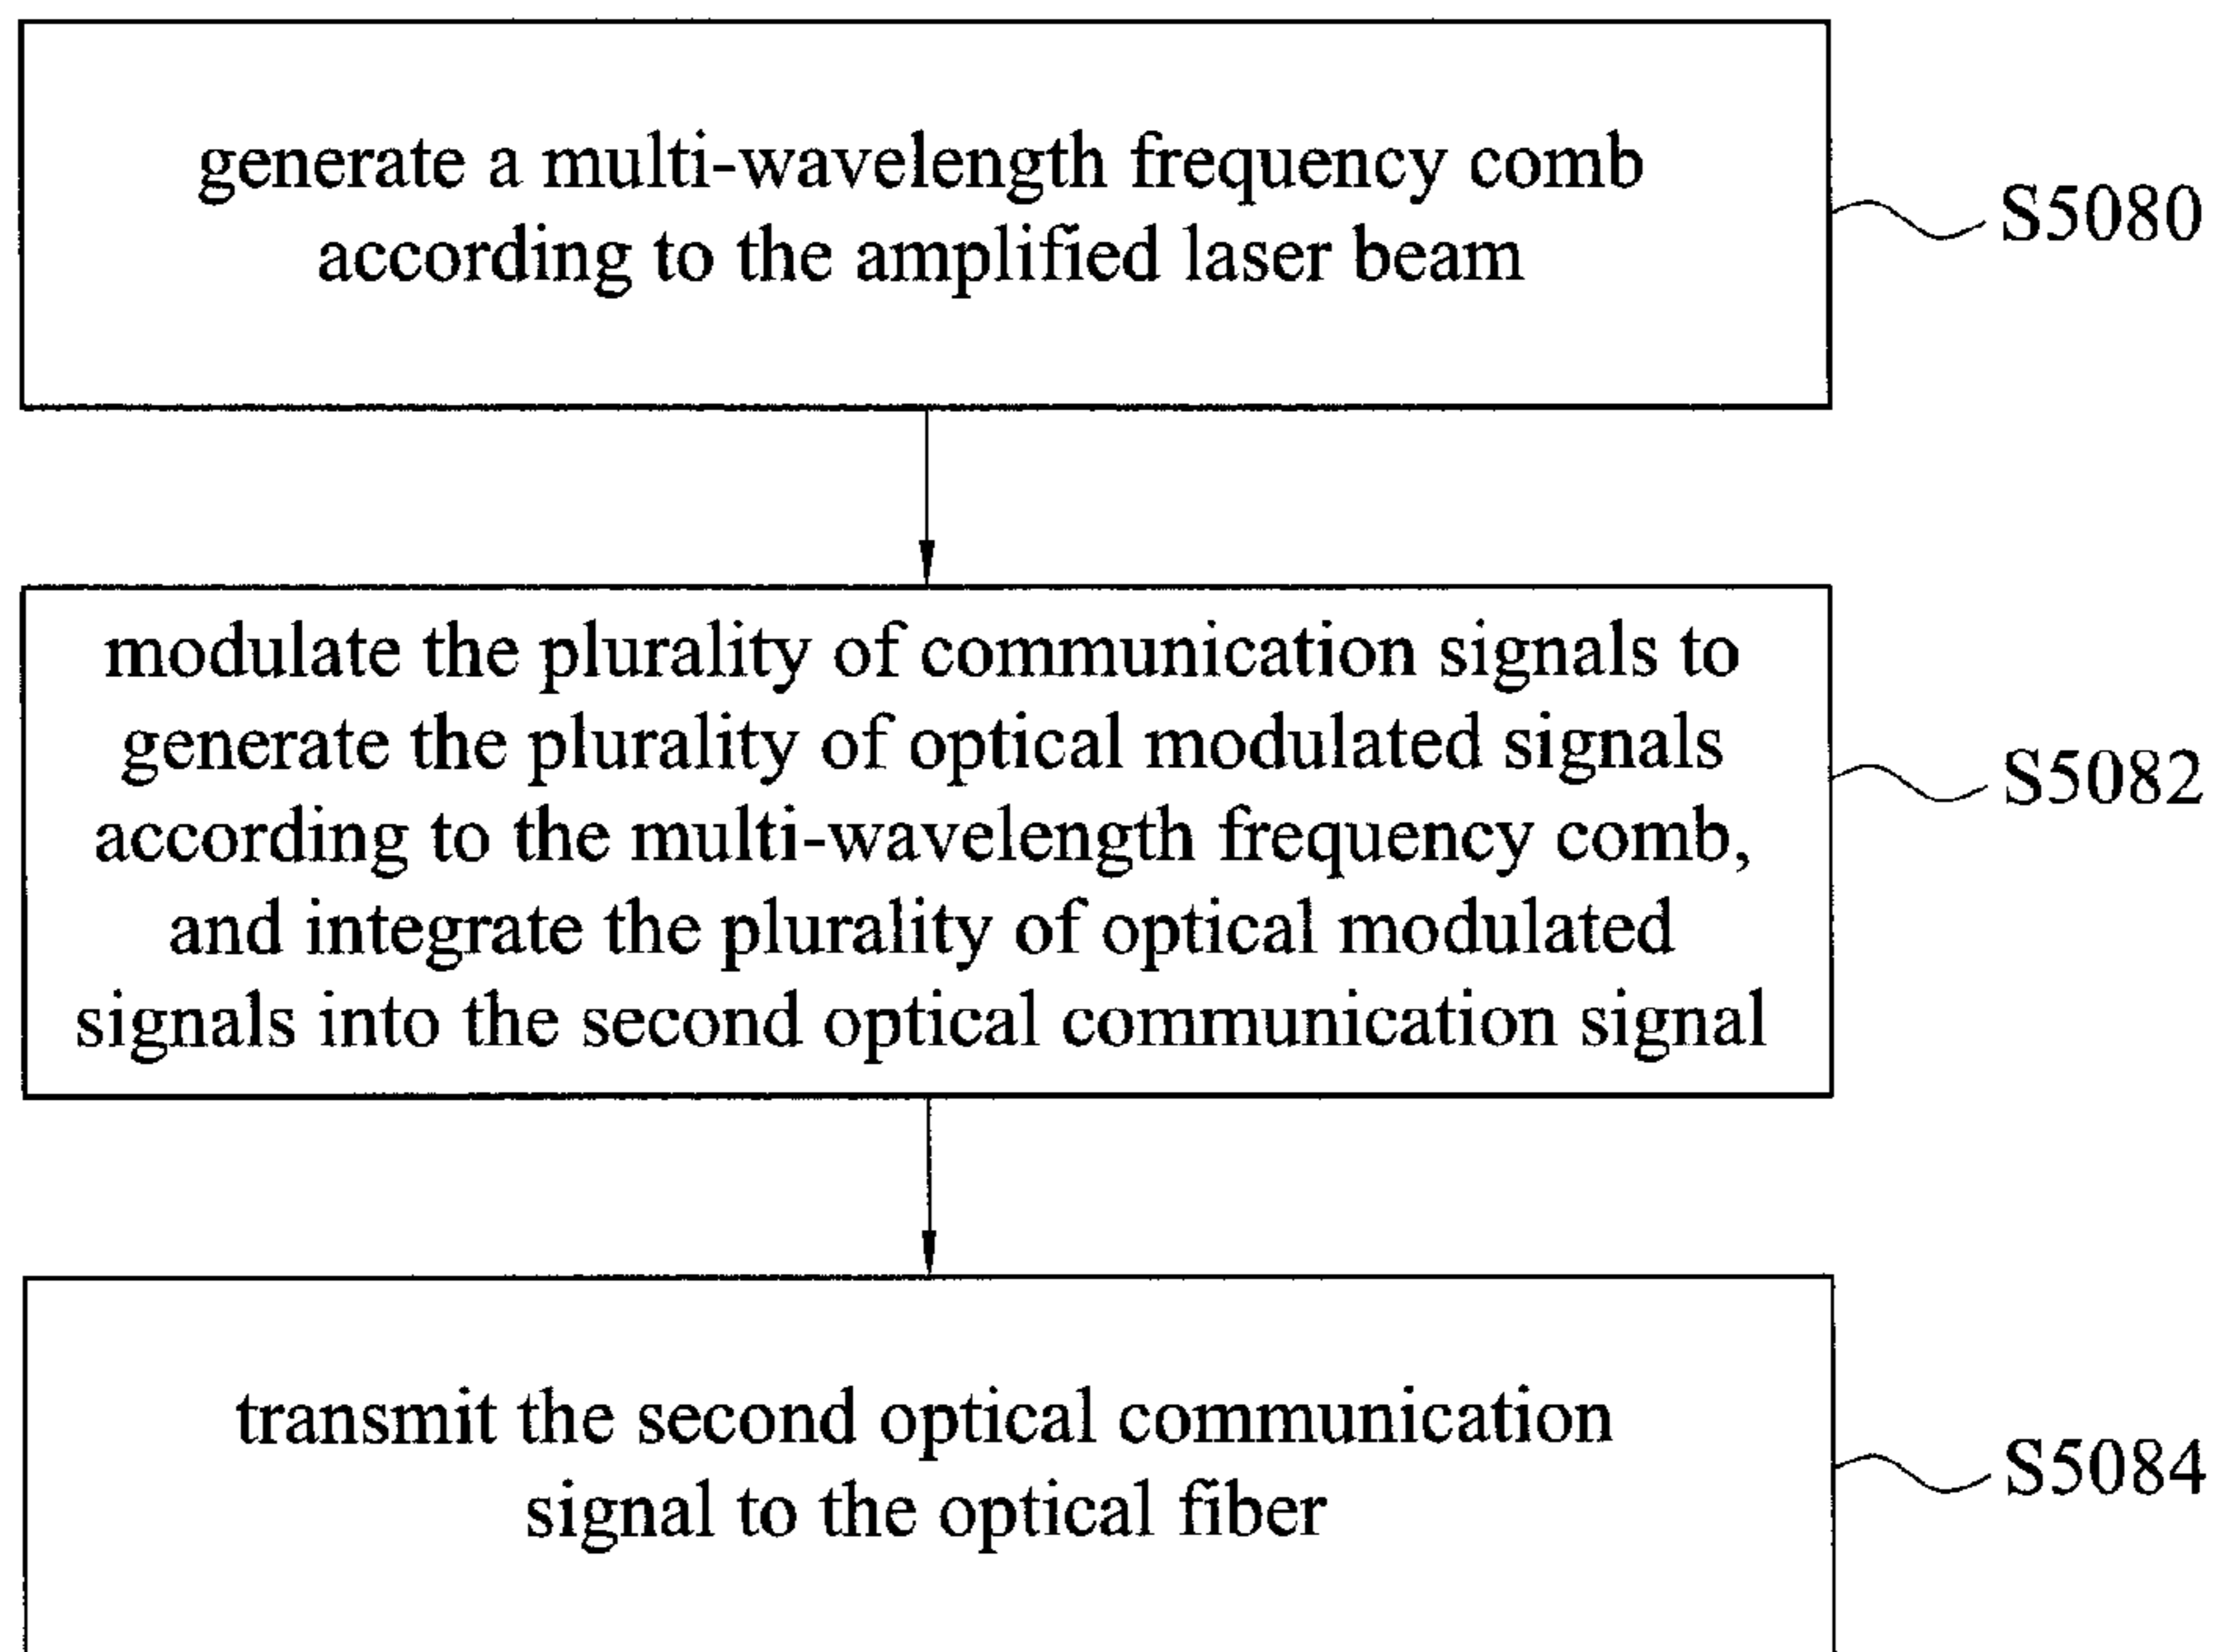 generate a multi-wavelength frequency comb
according to the amplified laser beam
S5080
modulate the plurality of communication signals to
generate the plurality of optical modulated signals
according to the multi-wavelength frequency comb,
and integrate the plurality of optical modulated
signals into the second optical communication signal
S5082
transmit the second optical communication
signal to the optical fiber
S5084